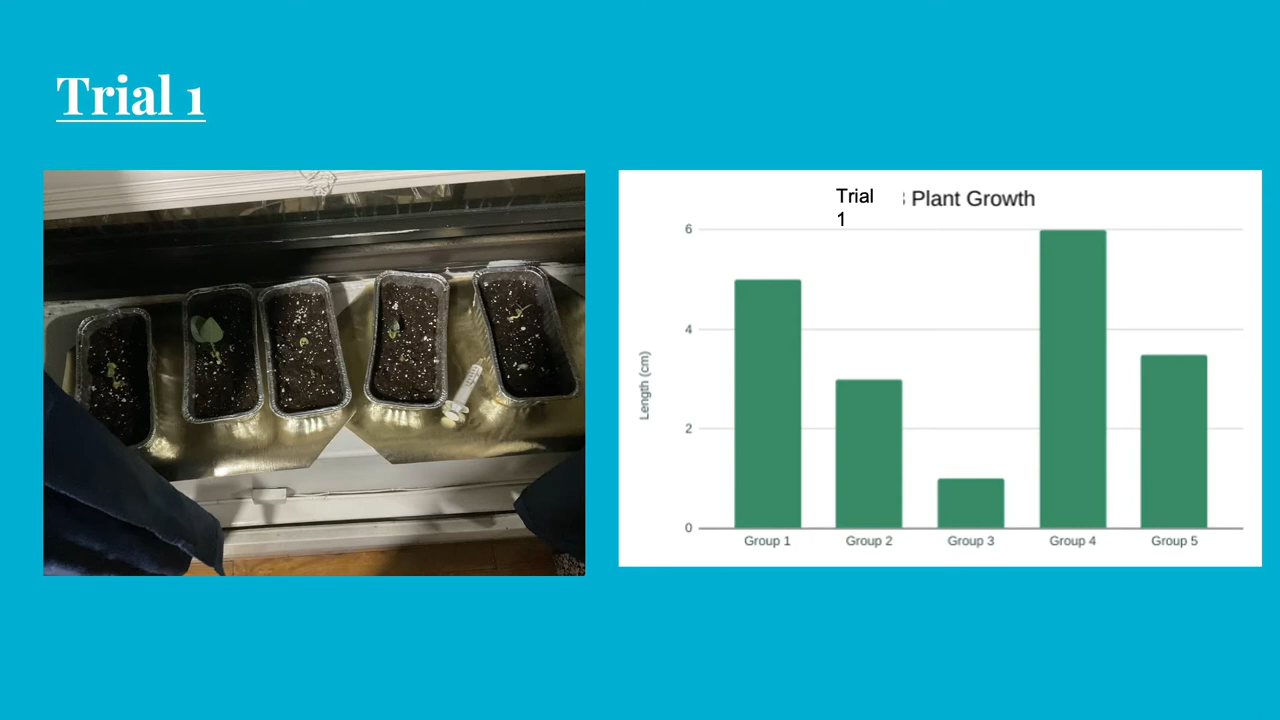 Trial 1
Trial
1
Plant Growth
Length (cm)
6
4
2
0
Group 1 Group 2 Group 3 Group 4 Group 5